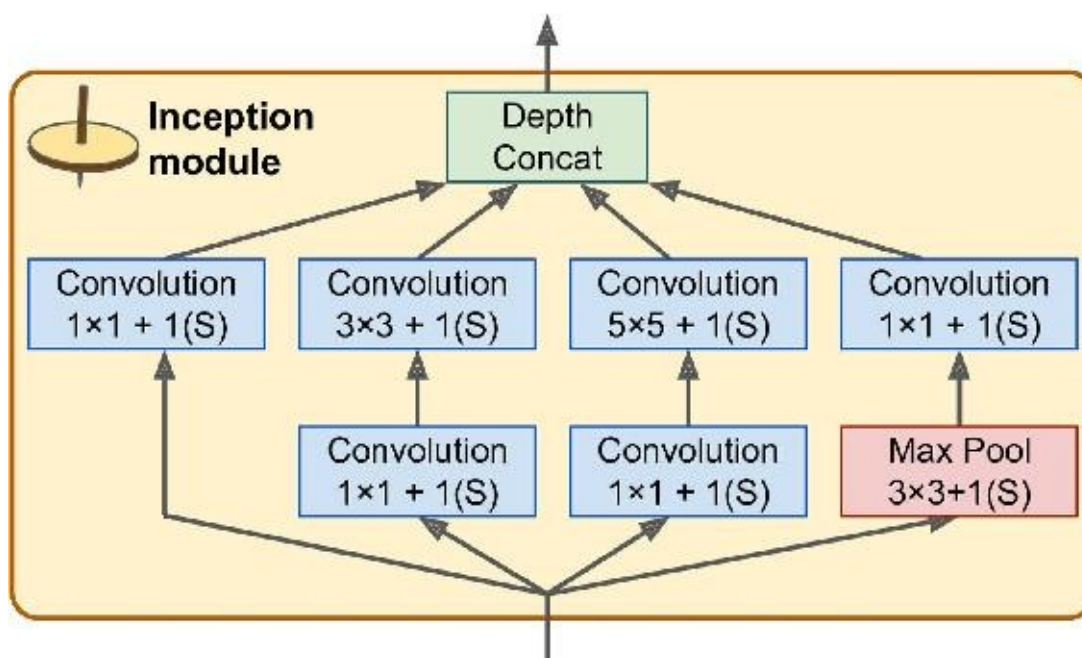 Inception
module
Depth
Concat
Convolution
1×1 + 1(S)
Convolution
3×3 + 1(S)
Convolution
5×5 + 1(S)
Convolution
1×1 + 1(S)
Convolution
1×1 + 1(S)
Convolution
1×1 + 1(S)
Max Pool
3×3+1(S)